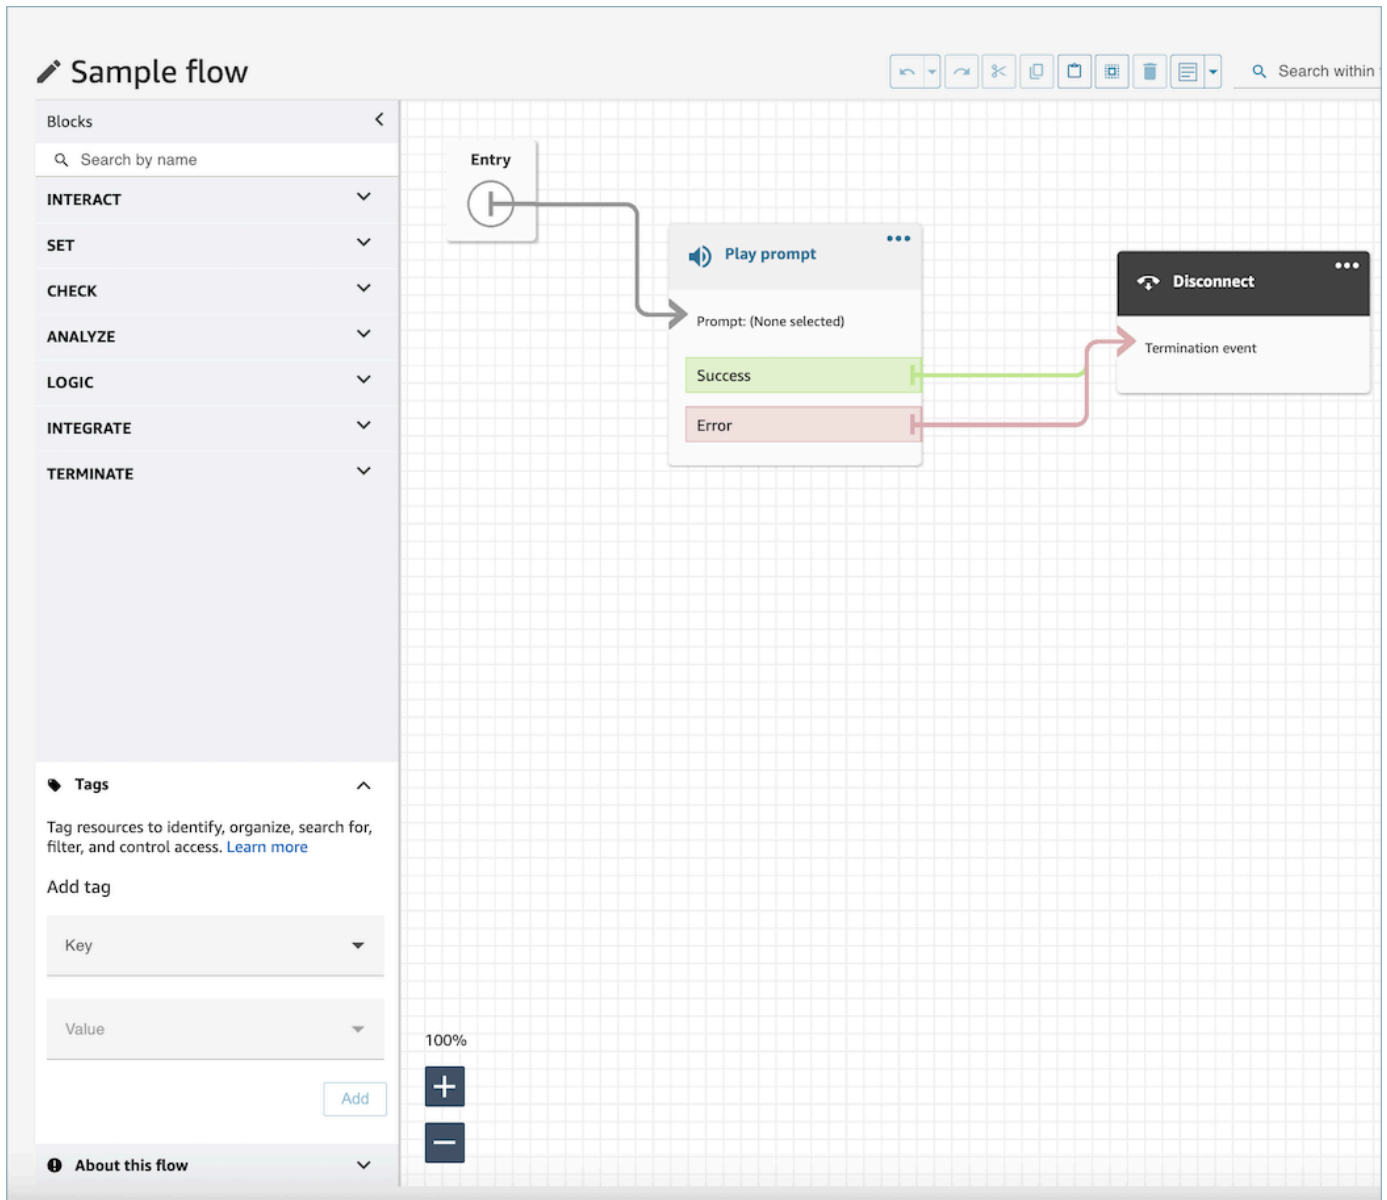 Sample flow
Search within
Blocks
Search by name
INTERACT
SET
CHECK
ANALYZE
LOGIC
INTEGRATE
TERMINATE
Entry
Play prompt
Prompt: (None selected)
Success
Error
Disconnect
Termination event
Tags
Tag resources to identify, organize, search for,
filter, and control access. Learn more
Add tag
Key
Value
Add
About this flow
100%